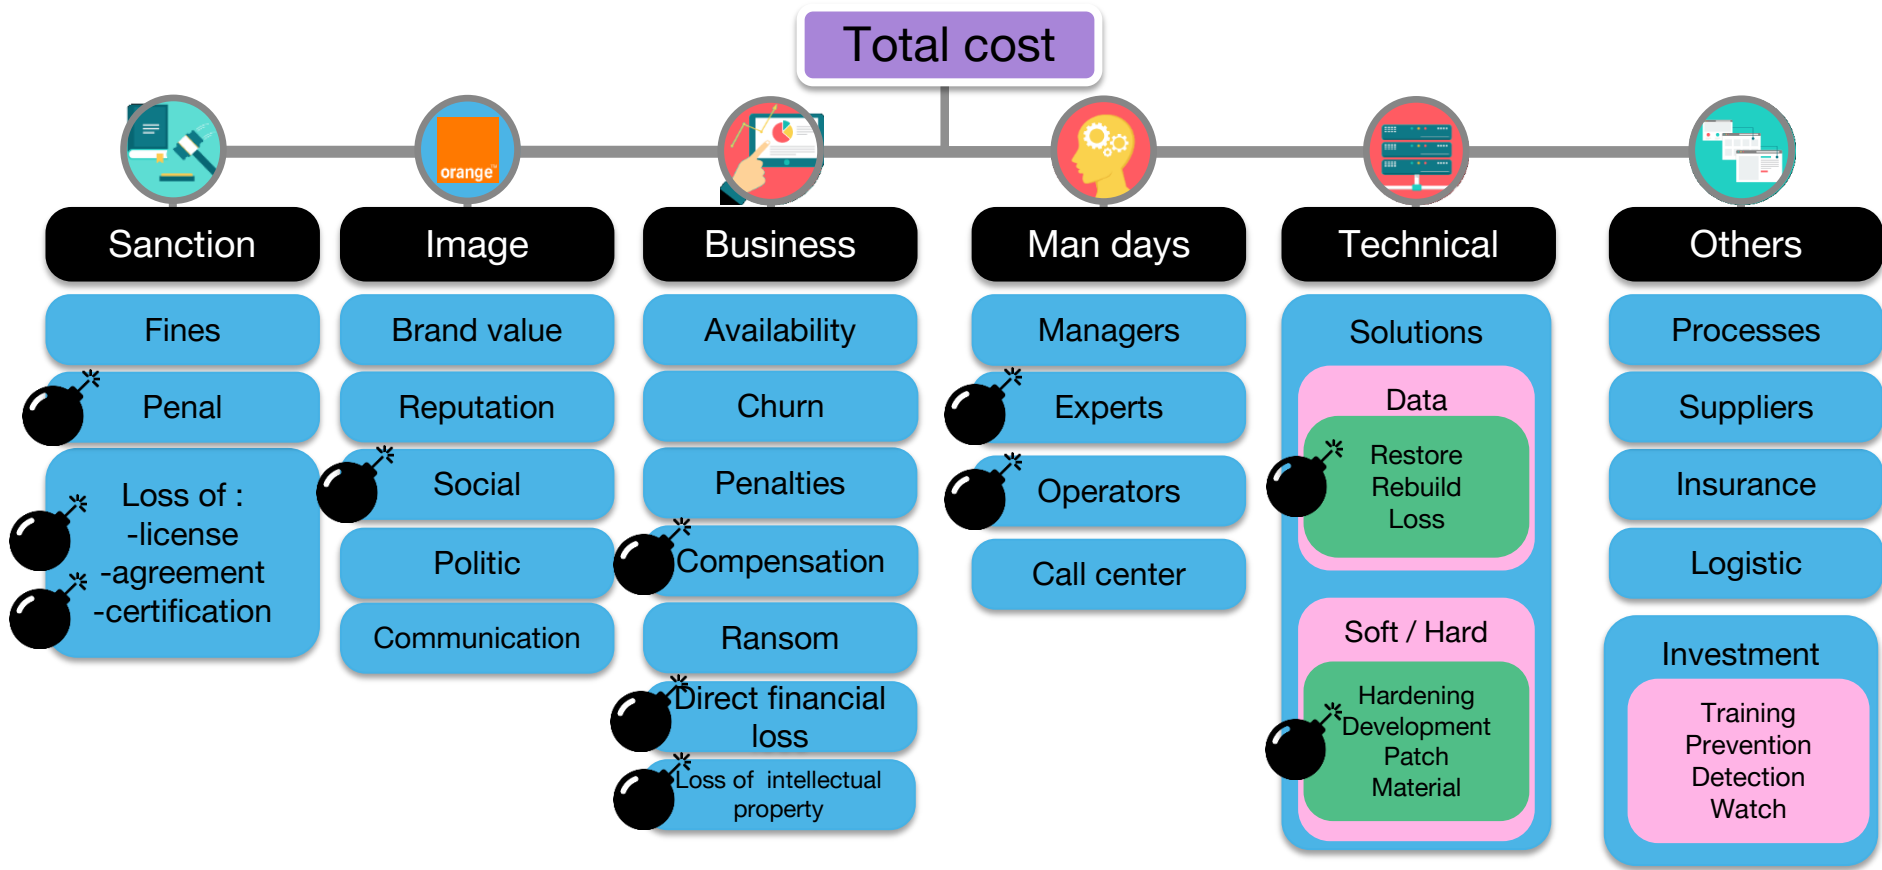 Total cost
orange™
Sanction
Fines
Penal
Loss of :
-license
-agreement
-certification
Image
Brand value
Reputation
Social
Politic
Communication
Business
Availability
Churn
Penalties
Compensation
Ransom
Direct financial
loss
Loss of intellectual
property
Man days
Managers
Experts
Operators
Call center
Technical
Solutions
Data
Restore
Rebuild
Loss
Soft / Hard
Hardening
Development
Patch
Material
Others
Processes
Suppliers
Insurance
Logistic
Investment
Training
Prevention
Detection
Watch